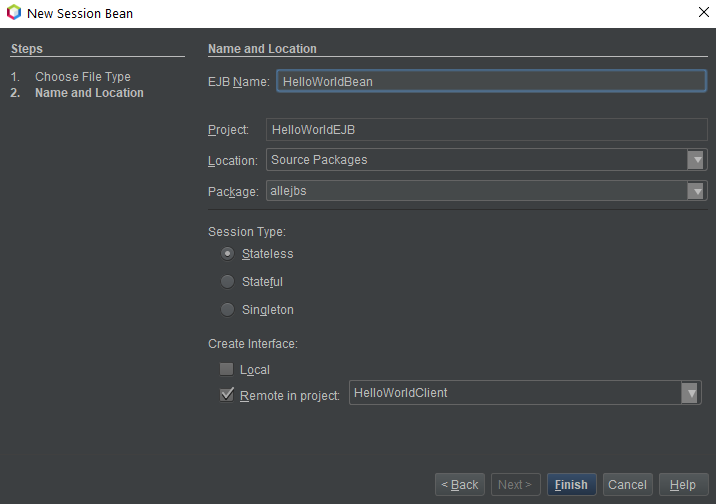 New Session Bean
Steps
1. Choose File Type
2. Name and Location
Name and Location
EJB Name: HelloWorldBean
Project: HelloWorldEJB
Location: Source Packages
Package: allejbs
Session Type:
Stateless
Stateful
Singleton
Create Interface:
Local
Remote in project: HelloWorldClient
< Back Next > Finish Cancel Help